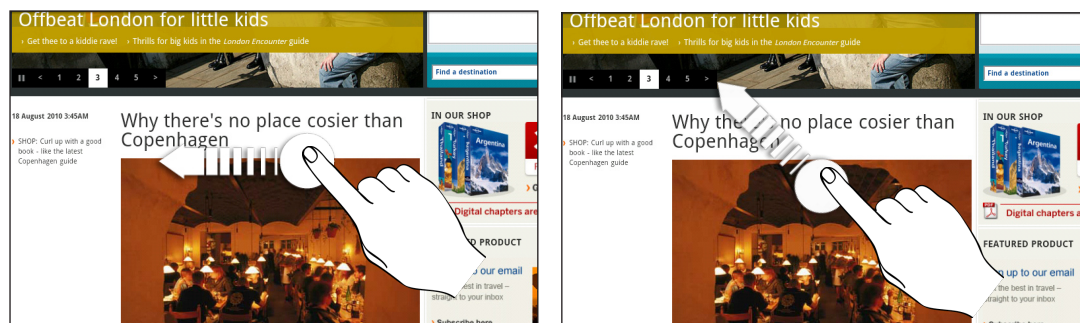 Offbeat London for little kids
› Get thee to a kiddie rave! › Thrills for big kids in the London Encounter guide
< 1 2 3 4 5 >
Find a destination
18 August 2010 3:45AM
› SHOP: Curl up with a good
book – like the latest
Copenhagen guide
Why there's no place cosier than
Copenhagen
IN OUR SHOP
Argentina
Digital chapters are
PRODUCT
our email
est in travel –
straight to your inbox
› Subscribe here
Offbeat London for little kids
› Get thee to a kiddie rave! › Thrills for big kids in the London Encounter guide
< 1 2 3 4 5 >
Find a destination
18 August 2010 3:45AM
› SHOP: Curl up with a good
book – like the latest
Copenhagen guide
Why the no place cosier than
Copenhagen
IN OUR SHOP
Argentina
Digital chapters a
FEATURED PRODUCT
up to our email
the best in travel –
straight to your inbox